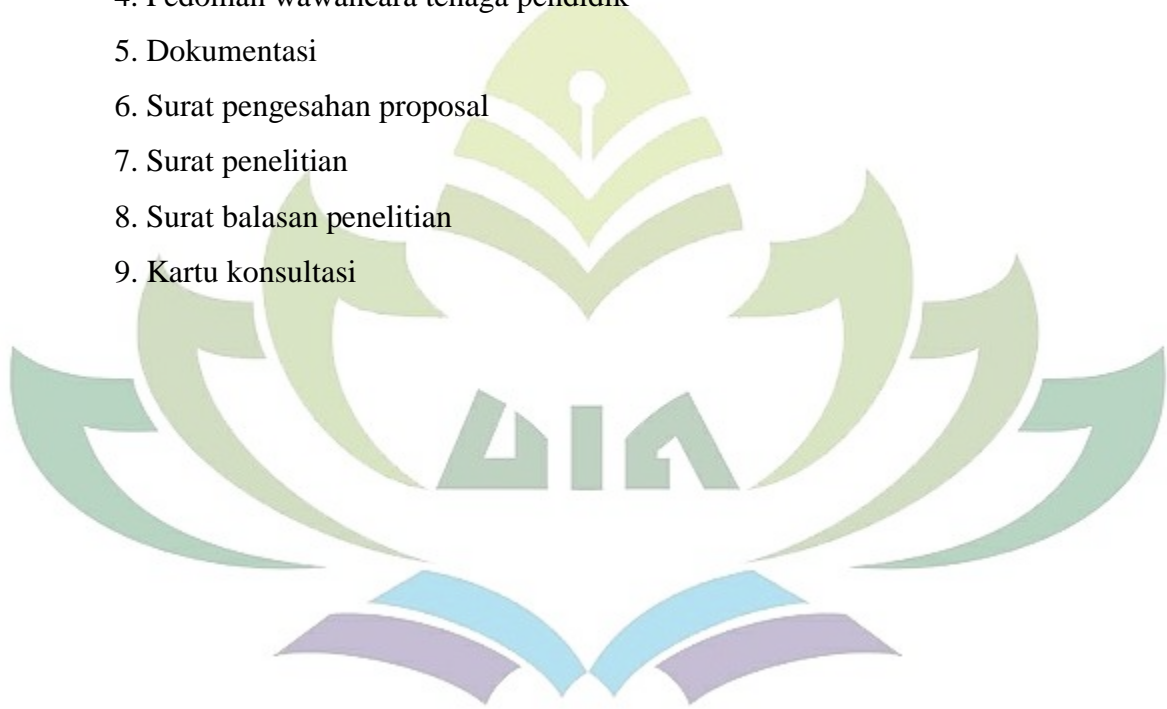 4. Pedoman wawancara tenaga pendidik
5. Dokumentasi
6. Surat pengesahan proposal
7. Surat penelitian
8. Surat balasan penelitian
9. Kartu konsultasi
UIN